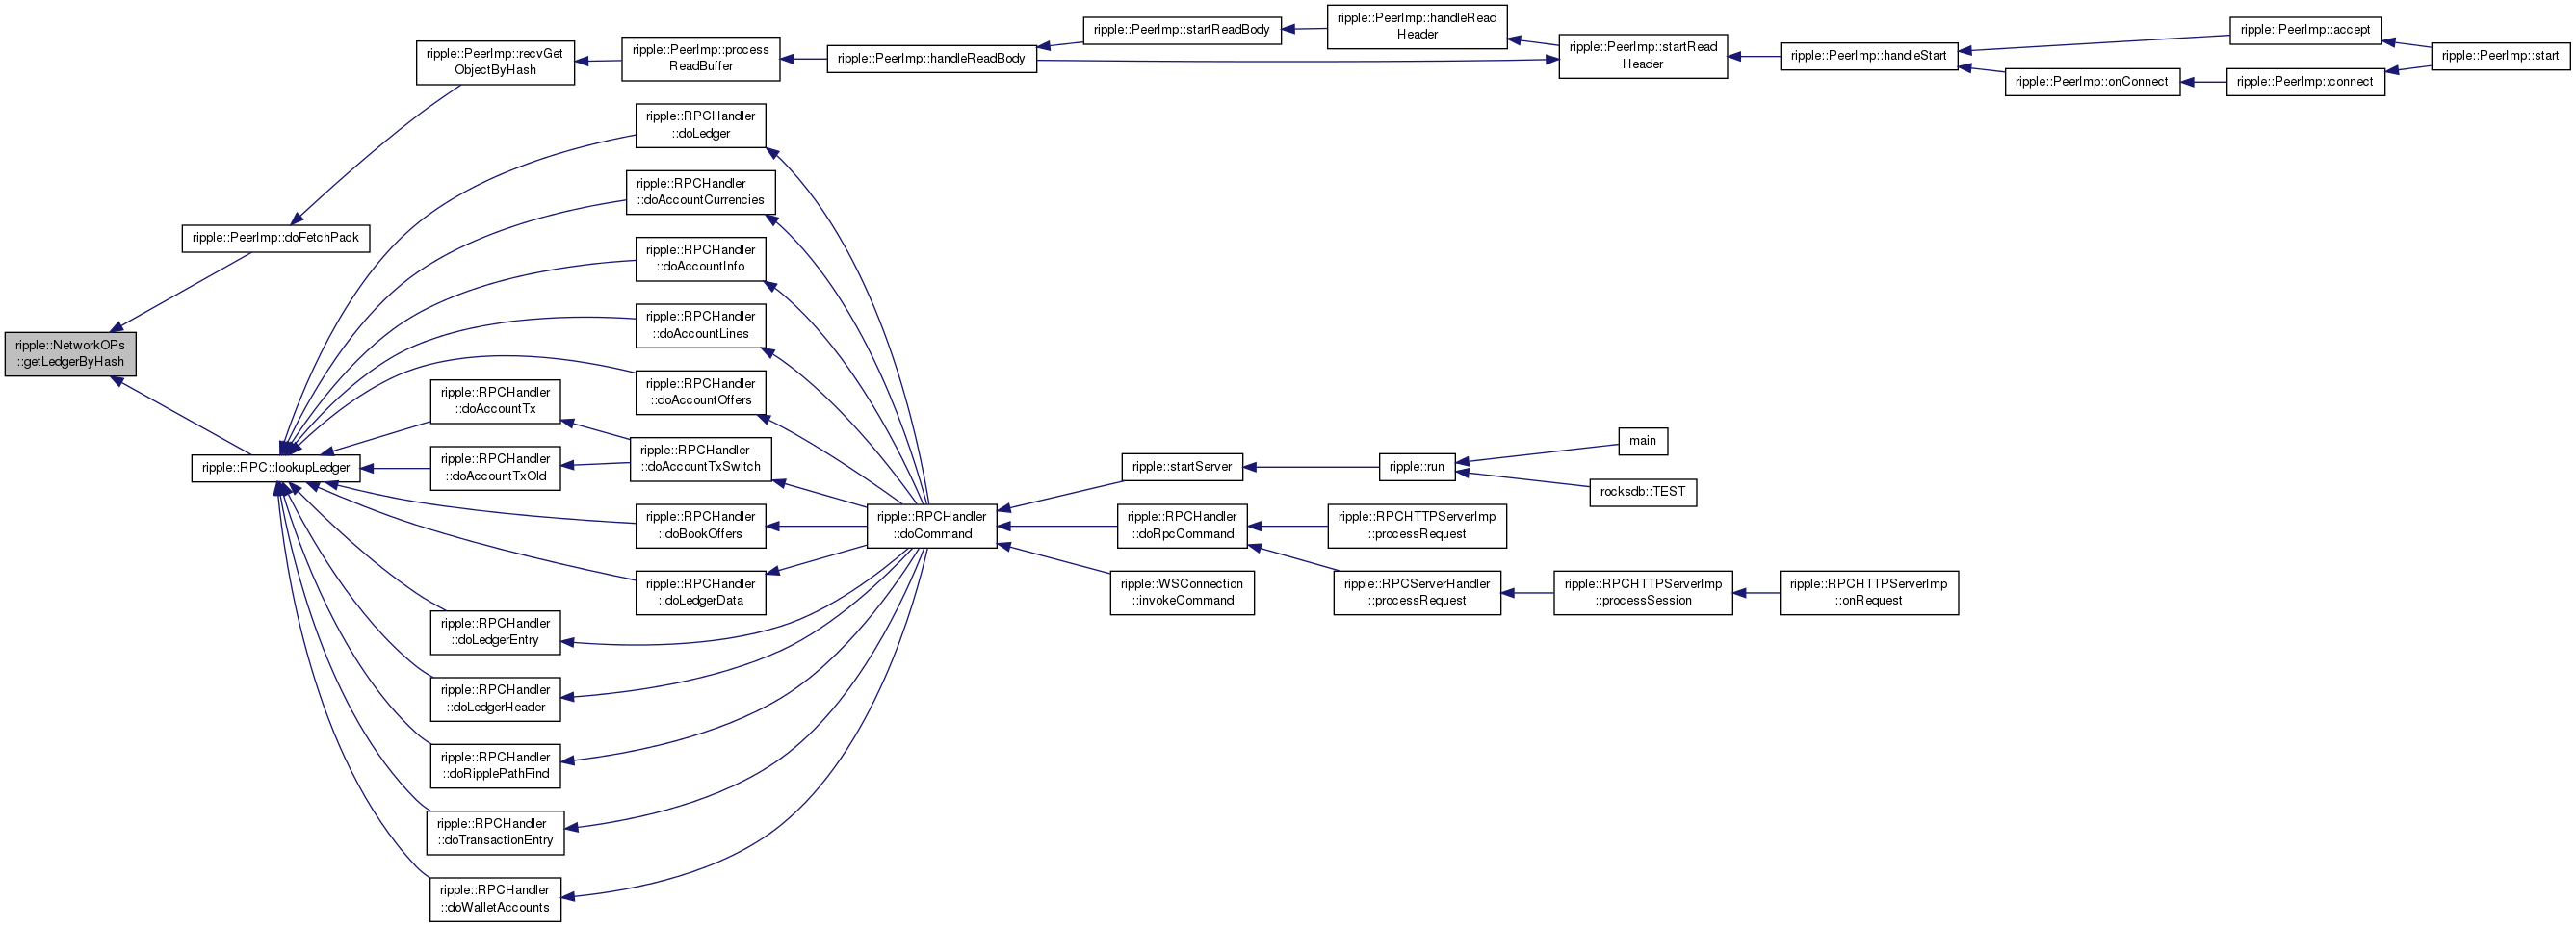 ripple::NetworkOPs
::getLedgerByHash
ripple::PeerImp::doFetchPack
ripple::RPC::lookupLedger
ripple::PeerImp::recvGet
ObjectByHash
ripple::PeerImp::process
ReadBuffer
ripple::PeerImp::handleReadBody
ripple::PeerImp::startReadBody
ripple::PeerImp::handleRead
Header
ripple::PeerImp::startRead
Header
ripple::PeerImp::handleStart
ripple::PeerImp::accept
ripple::PeerImp::onConnect
ripple::PeerImp::connect
ripple::PeerImp::start
ripple::RPCHandler
::doLedger
ripple::RPCHandler
::doAccountCurrencies
ripple::RPCHandler
::doAccountInfo
ripple::RPCHandler
::doAccountLines
ripple::RPCHandler
::doAccountOffers
ripple::RPCHandler
::doAccountTx
ripple::RPCHandler
::doAccountTxOld
ripple::RPCHandler
::doAccountTxSwitch
ripple::RPCHandler
::doBookOffers
ripple::RPCHandler
::doLedgerData
ripple::RPCHandler
::doLedgerEntry
ripple::RPCHandler
::doLedgerHeader
ripple::RPCHandler
::doRipplePathFind
ripple::RPCHandler
::doTransactionEntry
ripple::RPCHandler
::doWalletAccounts
ripple::RPCHandler
::doCommand
ripple::startServer
ripple::run
main
rocksdb::TEST
ripple::RPCHandler
::doRpcCommand
ripple::RPCHTTPServerImp
::processRequest
ripple::WSConnection
::invokeCommand
ripple::RPCServerHandler
::processRequest
ripple::RPCHTTPServerImp
::processSession
ripple::RPCHTTPServerImp
::onRequest